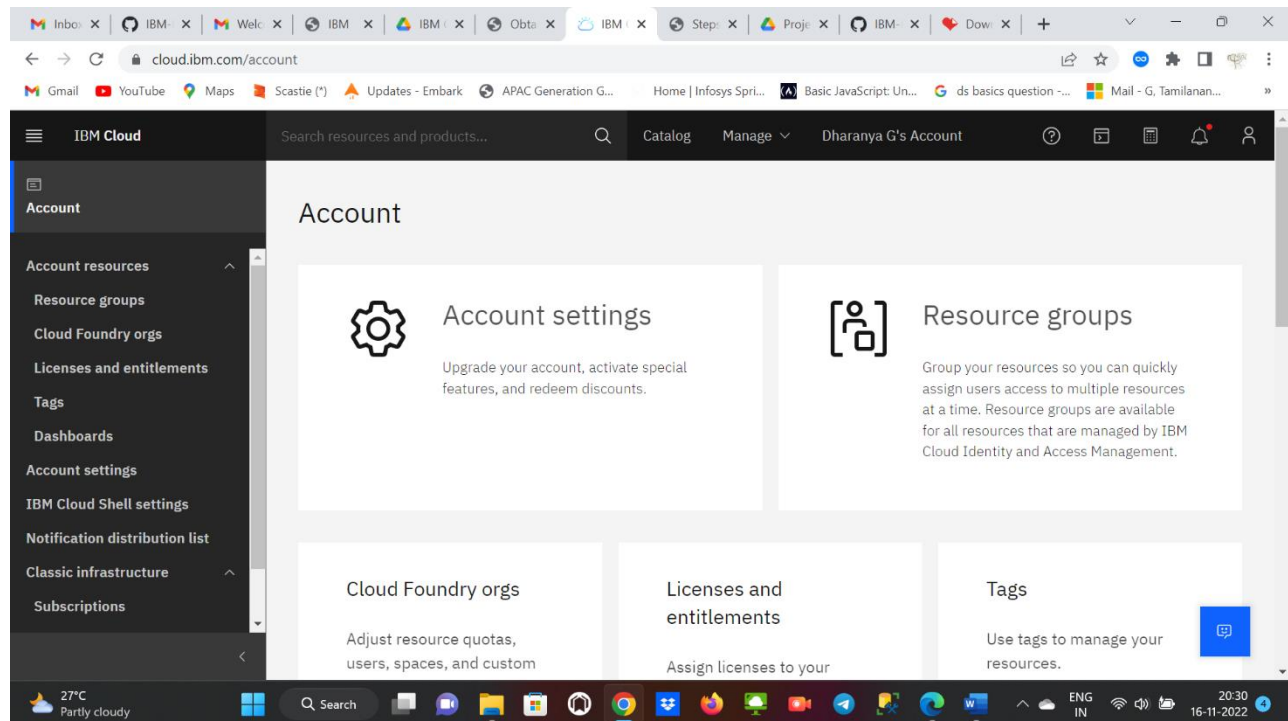 Inbo
IBM-
Welc
IBM
IBM
Obta
IBM
Step
Proje
IBM-
Dow
cloud.ibm.com/account
Gmail
YouTube
Maps
Scastie (*)
Updates - Embark
APAC Generation G...
Home | Infosys Spri...
Basic JavaScript: Un...
ds basics question -...
Mail - G, Tamilanan...
»
IBM Cloud
Search resources and products...
Catalog
Manage
Dharanya G's Account
Account
Account resources
Resource groups
Cloud Foundry orgs
Licenses and entitlements
Tags
Dashboards
Account settings
IBM Cloud Shell settings
Notification distribution list
Classic infrastructure
Subscriptions
Account
Account settings
Upgrade your account, activate special
features, and redeem discounts.
Resource groups
Group your resources so you can quickly
assign users access to multiple resources
at a time. Resource groups are available
for all resources that are managed by IBM
Cloud Identity and Access Management.
Cloud Foundry orgs
Adjust resource quotas,
users, spaces, and custom
Licenses and
entitlements
Assign licenses to your
Tags
Use tags to manage your
resources.
27°C
Partly cloudy
Search
ENG
IN
20:30
16-11-2022
4